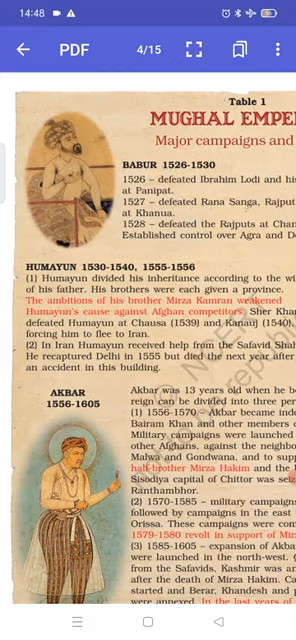 14:48
PDF
4/15
Table 1
MUGHAL EMPE
Major campaigns and
BABUR 1526-1530
1526 – defeated Ibrahim Lodi and his
at Panipat.
1527 – defeated Rana Sanga, Rajput
at Khanua.
1528 – defeated the Rajputs at Chan
Established control over Agra and De
HUMAYUN 1530-1540, 1555-1556
(1) Humayun divided his inheritance according to the wi
of his father. His brothers were each given a province.
The ambitions of his brother Mirza Kamran weakened
Humayun's cause against Afghan competitors. Sher Khan
defeated Humayun at Chausa (1539) and Kanauj (1540),
forcing him to flee to Iran.
(2) In Iran Humayun received help from the Safavid Shah
He recaptured Delhi in 1555 but died the next year after
an accident in this building.
AKBAR
1556-1605
Akbar was 13 years old when he be
reign can be divided into three per
(1) 1556-1570 – Akbar became inde
Bairam Khan and other members o
Military campaigns were launched
other Afghans, against the neighbo
Malwa and Gondwana, and to supp
half-brother Mirza Hakim and the
Sisodiya capital of Chittor was seiz
Ranthambhor.
(2) 1570-1585 – military campaigns
followed by campaigns in the east
Orissa. These campaigns were com
1579-1580 revolt in support of Mirz
(3) 1585-1605 – expansion of Akba
were launched in the north-west.
from the Safavids, Kashmir was an
after the death of Mirza Hakim. Ca
started and Berar, Khandesh and p
were annexed. In the last years of